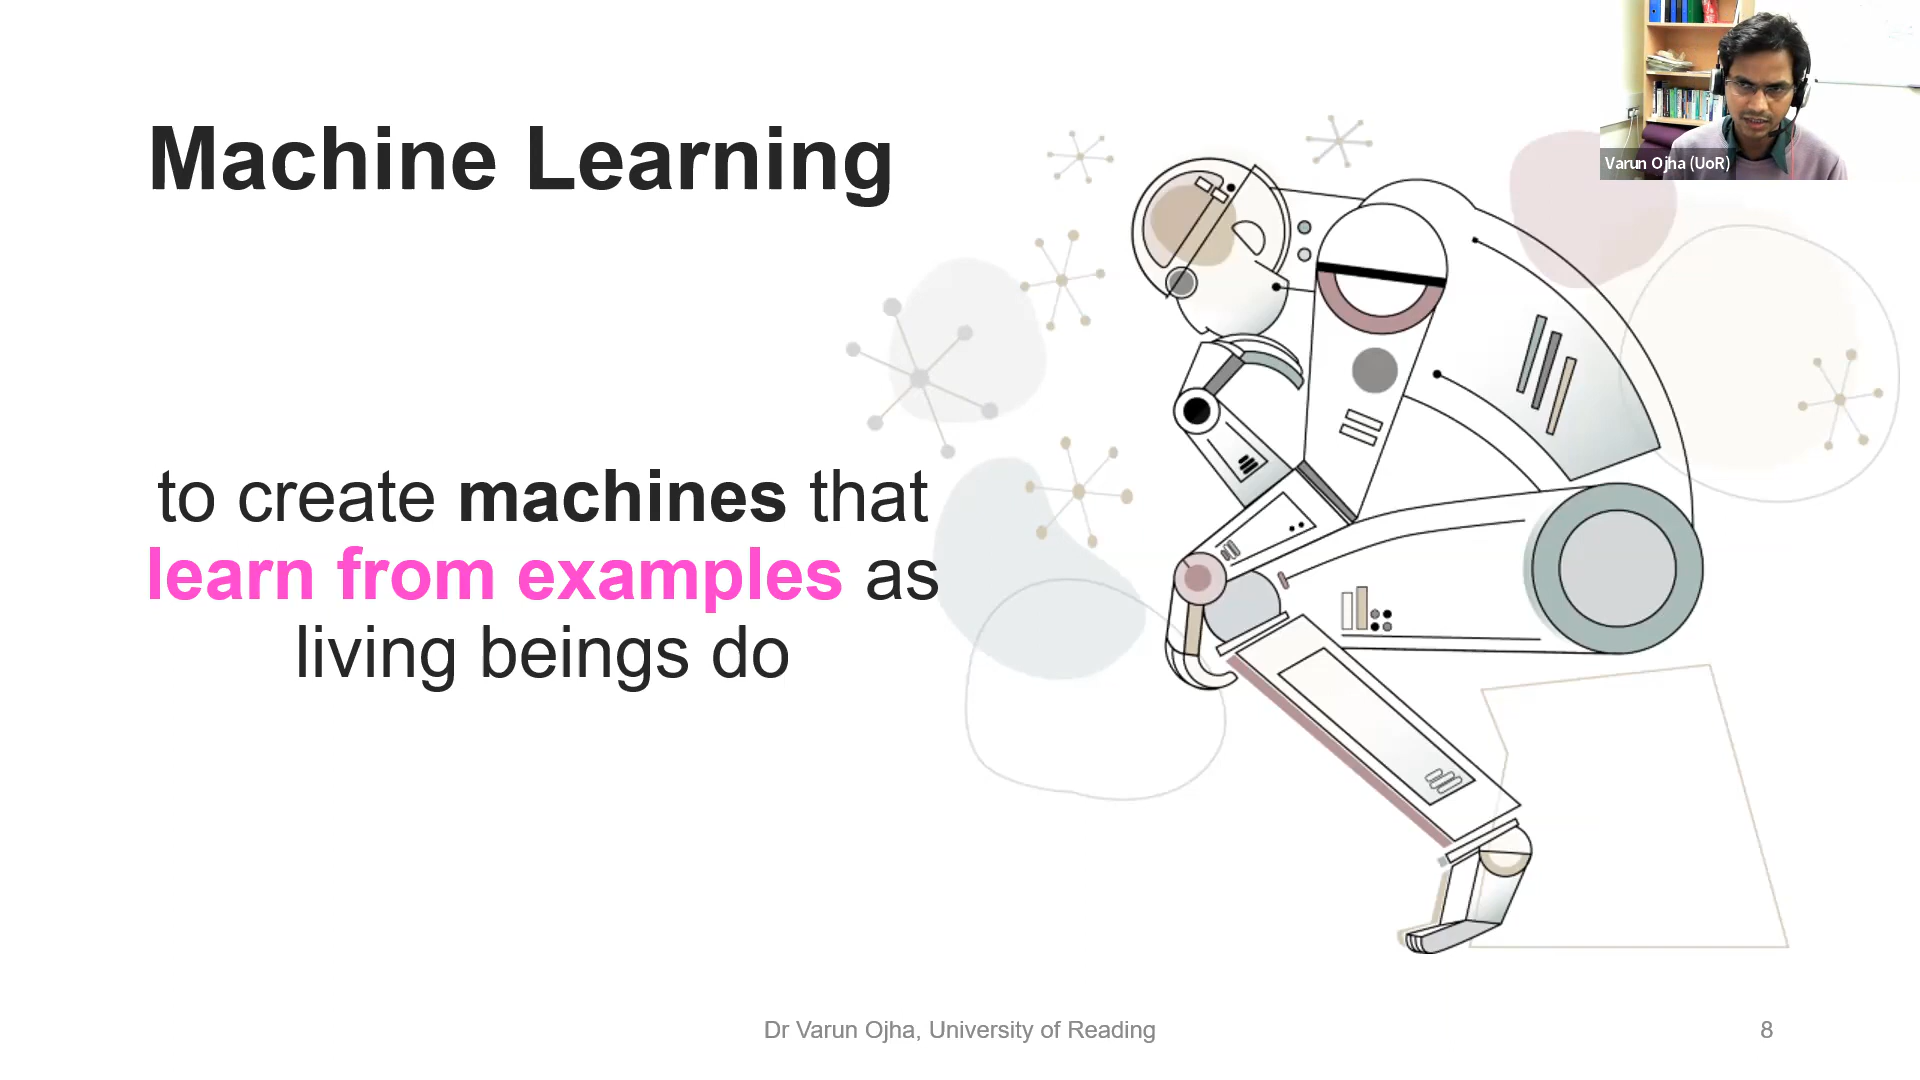 Machine Learning
to create machines that
learn from examples as
living beings do
Varun Ojha (UoR)
Dr Varun Ojha, University of Reading
8